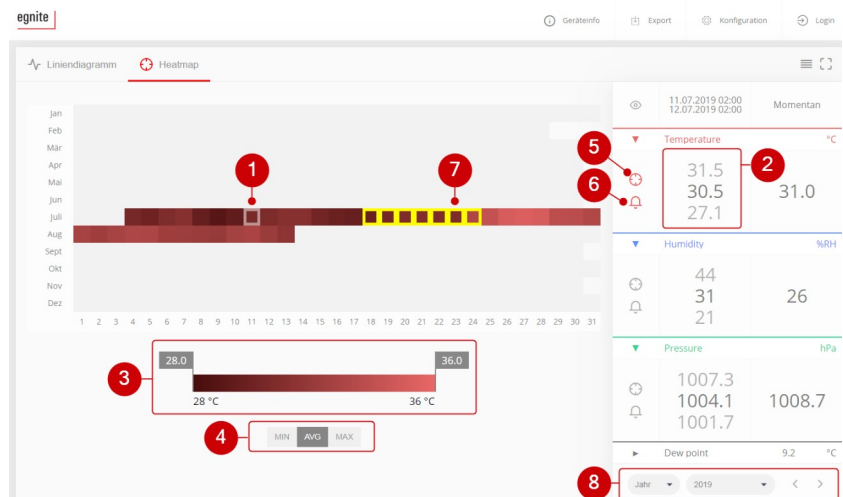 egnite
Geräteinfo
Export
Konfiguration
Login
Liniendiagramm
Heatmap
Jan
Feb
Mär
Apr
Mai
Jun
Juli
Aug
Sept
Okt
Nov
Dez
1 2 3 4 5 6 7 8 9 10 11 12 13 14 15 16 17 18 19 20 21 22 23 24 25 26 27 28 29 30 31
1
7
3
28.0
36.0
28 °C
36 °C
4
MIN AVG MAX
11.07.2019 02:00
12.07.2019 02:00
Momentan
Temperature °C
5
6
2
31.5
30.5
27.1
31.0
Humidity %RH
44
31
21
26
Pressure hPa
1007.3
1004.1
1001.7
1008.7
Dew point 9.2 °C
8
Jahr
2019